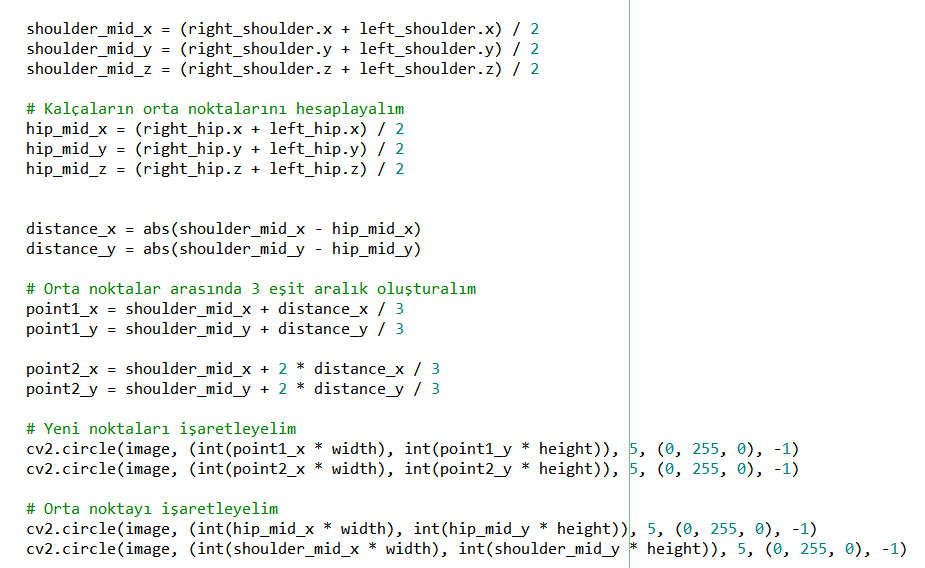 shoulder_mid_x = (right_shoulder.x + left_shoulder.x) / 2
shoulder_mid_y = (right_shoulder.y + left_shoulder.y) / 2
shoulder_mid_z = (right_shoulder.z + left_shoulder.z) / 2
# Kalçaların orta noktalarını hesaplayalım
hip_mid_x = (right_hip.x + left_hip.x) / 2
hip_mid_y = (right_hip.y + left_hip.y) / 2
hip_mid_z = (right_hip.z + left_hip.z) / 2
distance_x = abs(shoulder_mid_x - hip_mid_x)
distance_y = abs(shoulder_mid_y - hip_mid_y)
# Orta noktalar arasında 3 eşit aralık oluşturalım
point1_x = shoulder_mid_x + distance_x / 3
point1_y = shoulder_mid_y + distance_y / 3
point2_x = shoulder_mid_x + 2 * distance_x / 3
point2_y = shoulder_mid_y + 2 * distance_y / 3
# Yeni noktaları işaretleyelim
cv2.circle(image, (int(point1_x * width), int(point1_y * height)), 5, (0, 255, 0), -1)
cv2.circle(image, (int(point2_x * width), int(point2_y * height)), 5, (0, 255, 0), -1)
# Orta noktayı işaretleyelim
cv2.circle(image, (int(hip_mid_x * width), int(hip_mid_y * height)), 5, (0, 255, 0), -1)
cv2.circle(image, (int(shoulder_mid_x * width), int(shoulder_mid_y * height)), 5, (0, 255, 0), -1)